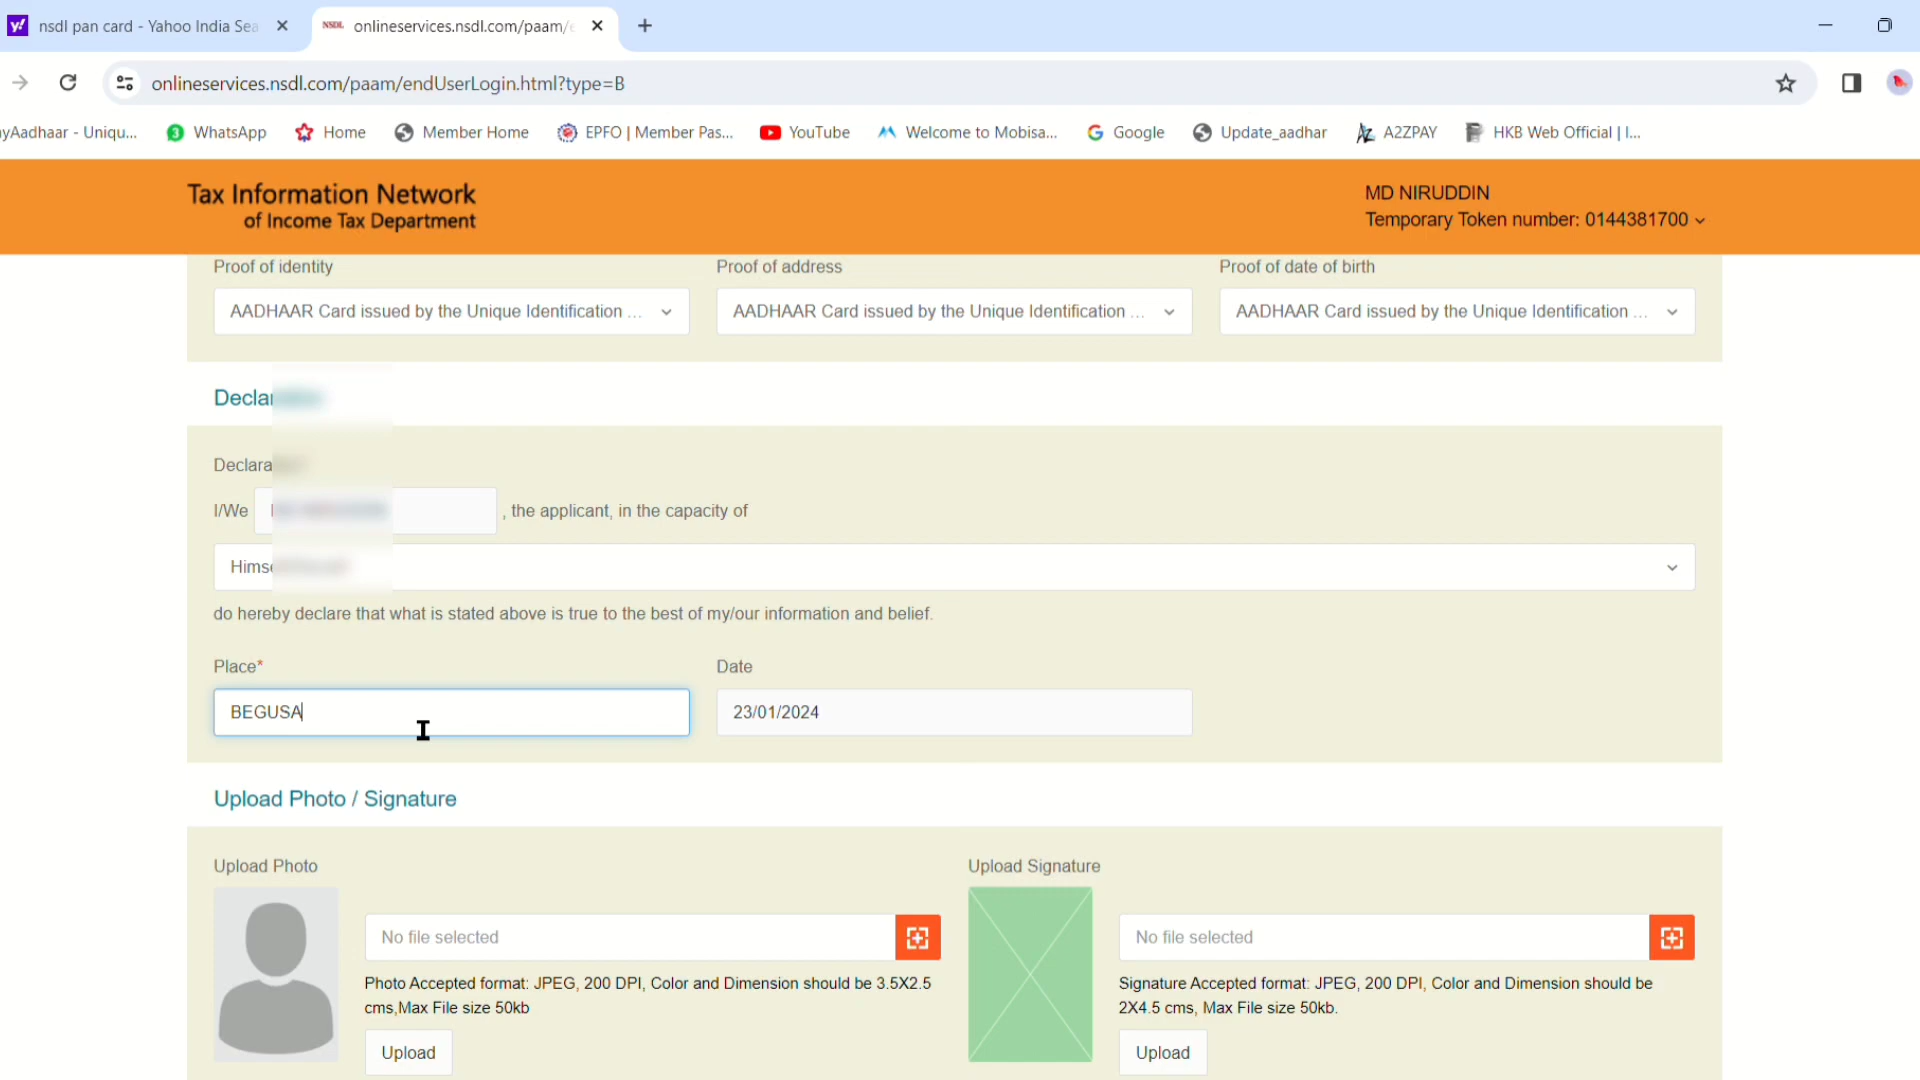 nsdl pan card - Yahoo India Sea
NSDL onlineservices.nsdl.com/paam/e
onlineservices.nsdl.com/paam/endUserLogin.html?type=B
yAadhaar - Uniqu... 3 WhatsApp Home Member Home EPFO | Member Pas... YouTube Welcome to Mobisa... Google Update_aadhar A2ZPAY HKB Web Official | I...
Tax Information Network
of Income Tax Department
MD NIRUDDIN
Temporary Token number: 0144381700
Proof of identity Proof of address Proof of date of birth
AADHAAR Card issued by the Unique Identification ... AADHAAR Card issued by the Unique Identification ... AADHAAR Card issued by the Unique Identification ...
Decla
Declara
I/We , the applicant, in the capacity of
Hims
do hereby declare that what is stated above is true to the best of my/our information and belief.
Place* Date
BEGUSA 23/01/2024
Upload Photo / Signature
Upload Photo Upload Signature
No file selected No file selected
Photo Accepted format: JPEG, 200 DPI, Color and Dimension should be 3.5X2.5
cms,Max File size 50kb
Signature Accepted format: JPEG, 200 DPI, Color and Dimension should be
2X4.5 cms, Max File size 50kb.
Upload Upload